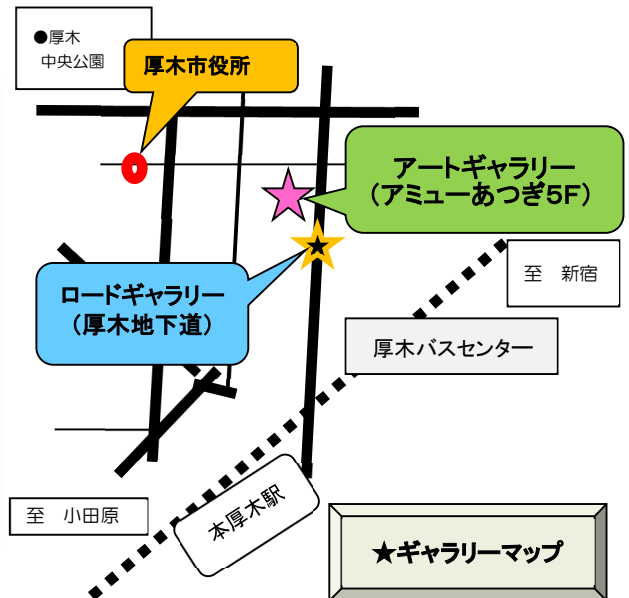 ●厚木
中央公園
厚木市役所
アートギャラリー
（アミューあつぎ5F）
ロードギャラリー
（厚木地下道）
至　新宿
厚木バスセンター
至　小田原
本厚木駅
★ギャラリーマップ